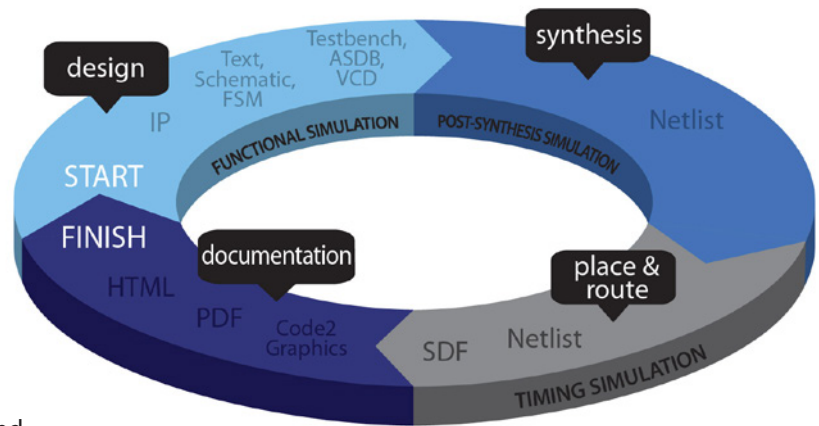 design
IP
Text,
Schematic,
FSM
Testbench,
ASDB,
VCD
synthesis
Netlist
FUNCTIONAL SIMULATION
POST-SYNTHESIS SIMULATION
START
FINISH
documentation
place &
route
HTML
PDF
Code2
Graphics
SDF
Netlist
TIMING SIMULATION